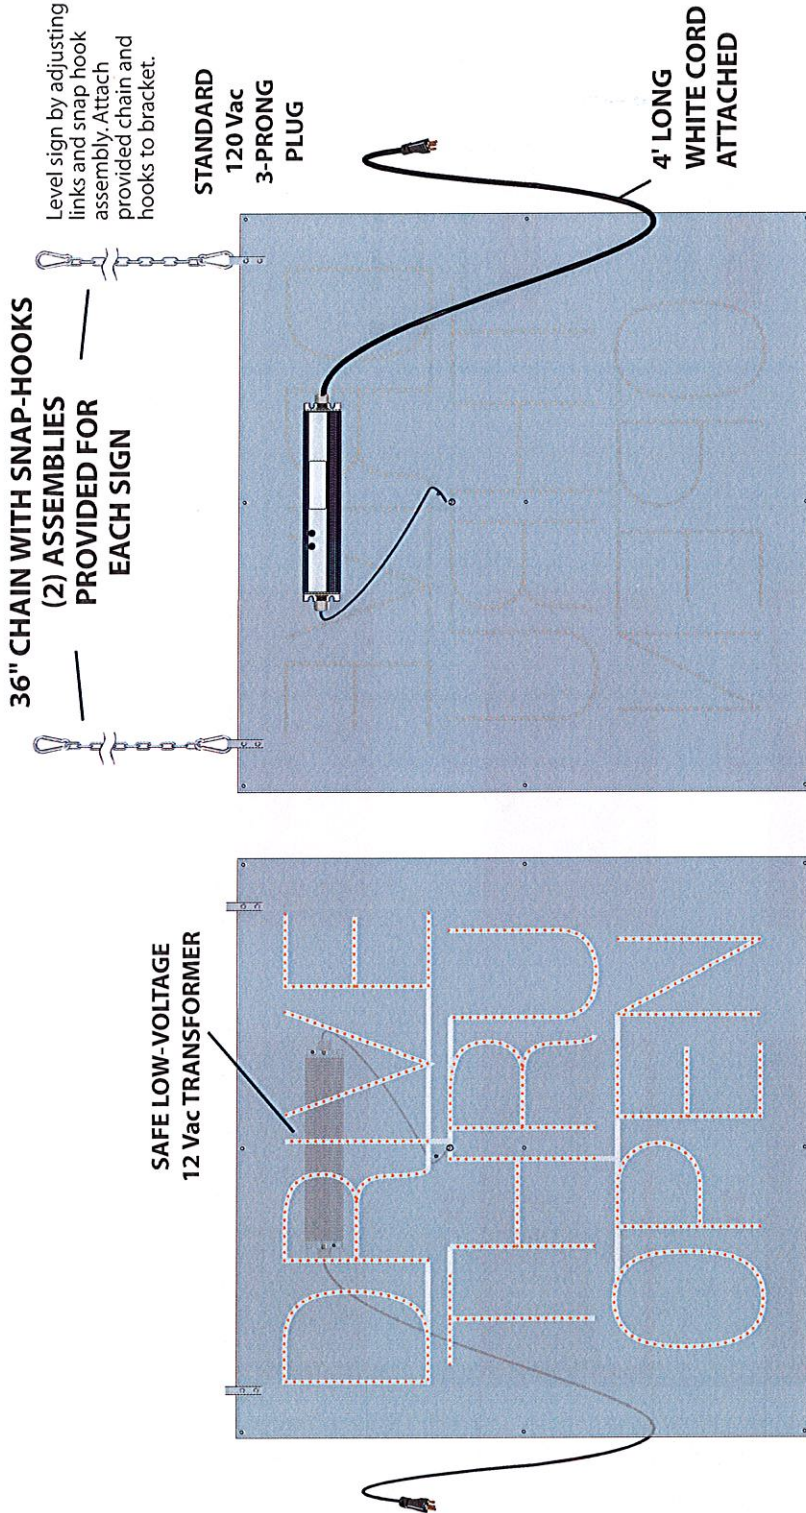 36" CHAIN WITH SNAP-HOOKS
(2) ASSEMBLIES
PROVIDED FOR
EACH SIGN
Level sign by adjusting
links and snap hook
assembly. Attach
provided chain and
hooks to bracket.
SAFE LOW-VOLTAGE
12 Vac TRANSFORMER
STANDARD
120 Vac
3-PRONG
PLUG
DRIVE
THRU
OPEN
4' LONG
WHITE CORD
ATTACHED